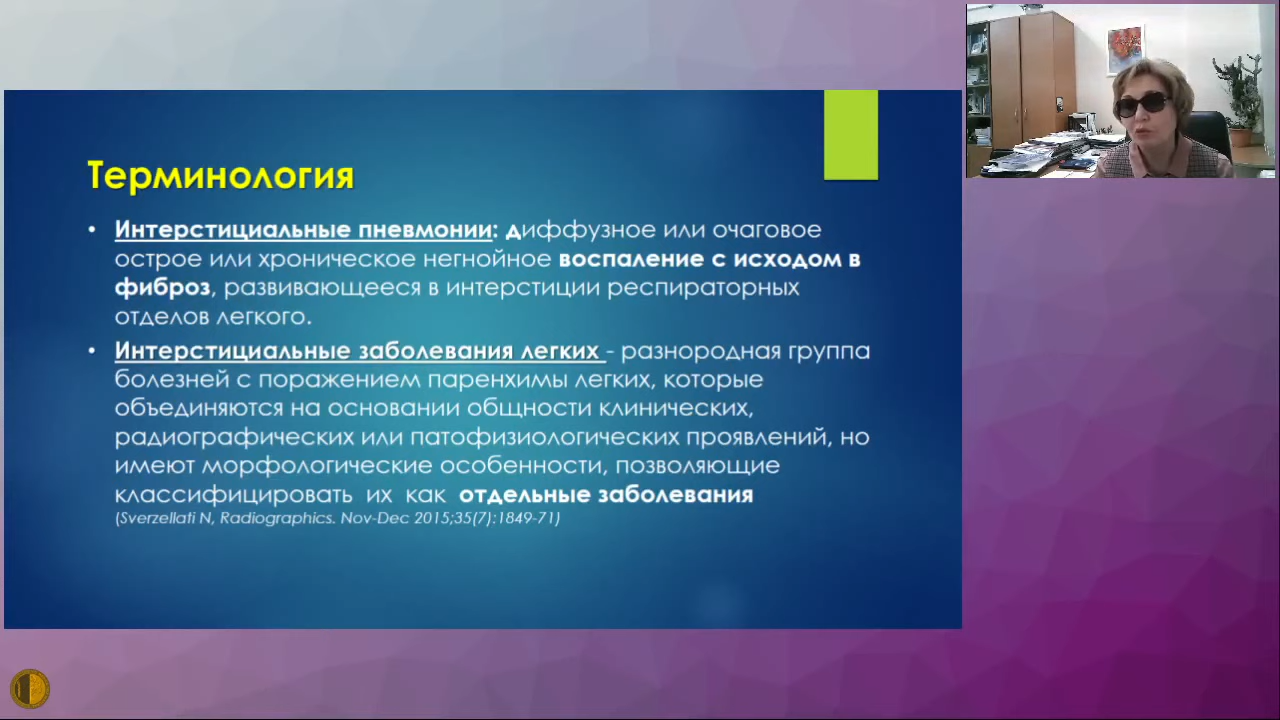 Терминология
• Интерстициальные пневмонии: диффузное или очаговое
острое или хроническое негнойное воспаление с исходом в
фиброз, развивающееся в интерстиции респираторных
отделов легкого.
• Интерстициальные заболевания легких - разнородная группа
болезней с поражением паренхимы легких, которые
объединяются на основании общности клинических,
радиографических или патофизиологических проявлений, но
имеют морфологические особенности, позволяющие
классифицировать их как отдельные заболевания
(Sverzellati N, Radiographics. Nov-Dec 2015;35(7):1849-71)